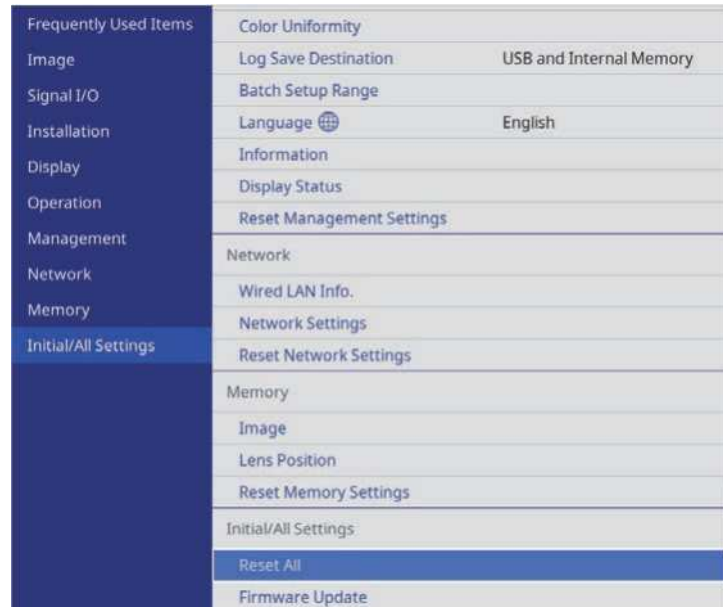 Frequently Used Items
Image
Signal I/O
Installation
Display
Operation
Management
Network
Memory
Initial/All Settings
Color Uniformity
Log Save Destination USB and Internal Memory
Batch Setup Range
Language English
Information
Display Status
Reset Management Settings
Network
Wired LAN Info.
Network Settings
Reset Network Settings
Memory
Image
Lens Position
Reset Memory Settings
Initial/All Settings
Reset All
Firmware Update